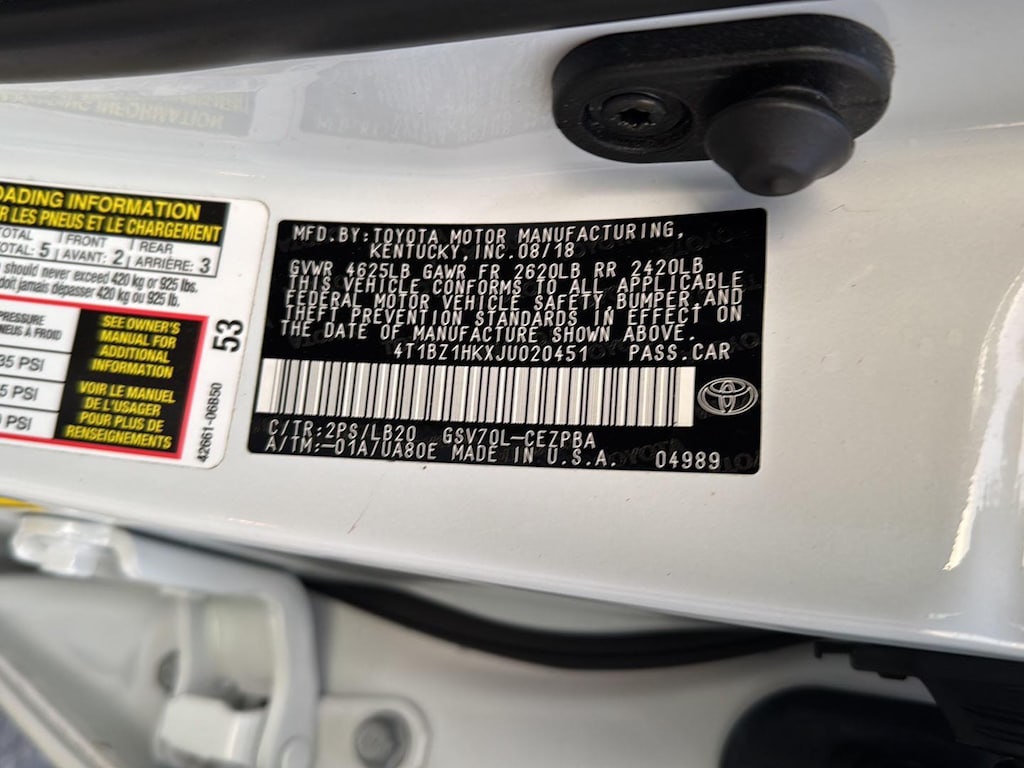 OADING INFORMATION
R LES PNEUS ET LE CHARGEMENT
OTAL FRONT REAR
OTAL: 5 AVANT: 2 ARRIÈRE: 3
should never exceed 420 kg or 925 lbs.
doit jamais dépasser 420 kg ou 925 lb.
PRESSURE
NEUS À FROID
35 PSI
5 PSI
PSI
SEE OWNER'S
MANUAL FOR
ADDITIONAL
INFORMATION
VOIR LE MANUEL
DE L'USAGER
POUR PLUS DE
RENSEIGNEMENTS
53
42661-06B50
MFD.BY:TOYOTA MOTOR MANUFACTURING,
KENTUCKY,INC.08/18
GVWR 4625LB GAWR FR 2620LB RR 2420LB
THIS VEHICLE CONFORMS TO ALL APPLICABLE
FEDERAL MOTOR VEHICLE SAFETY,BUMPER,AND
THEFT PREVENTION STANDARDS IN EFFECT ON
THE DATE OF MANUFACTURE SHOWN ABOVE.
4T1BZ1HKXJU020451 PASS.CAR
C/TR:2PS/LB20 GSV70L-CEZPBA
A/TM:-01A/UA80E MADE IN U.S.A. 04989